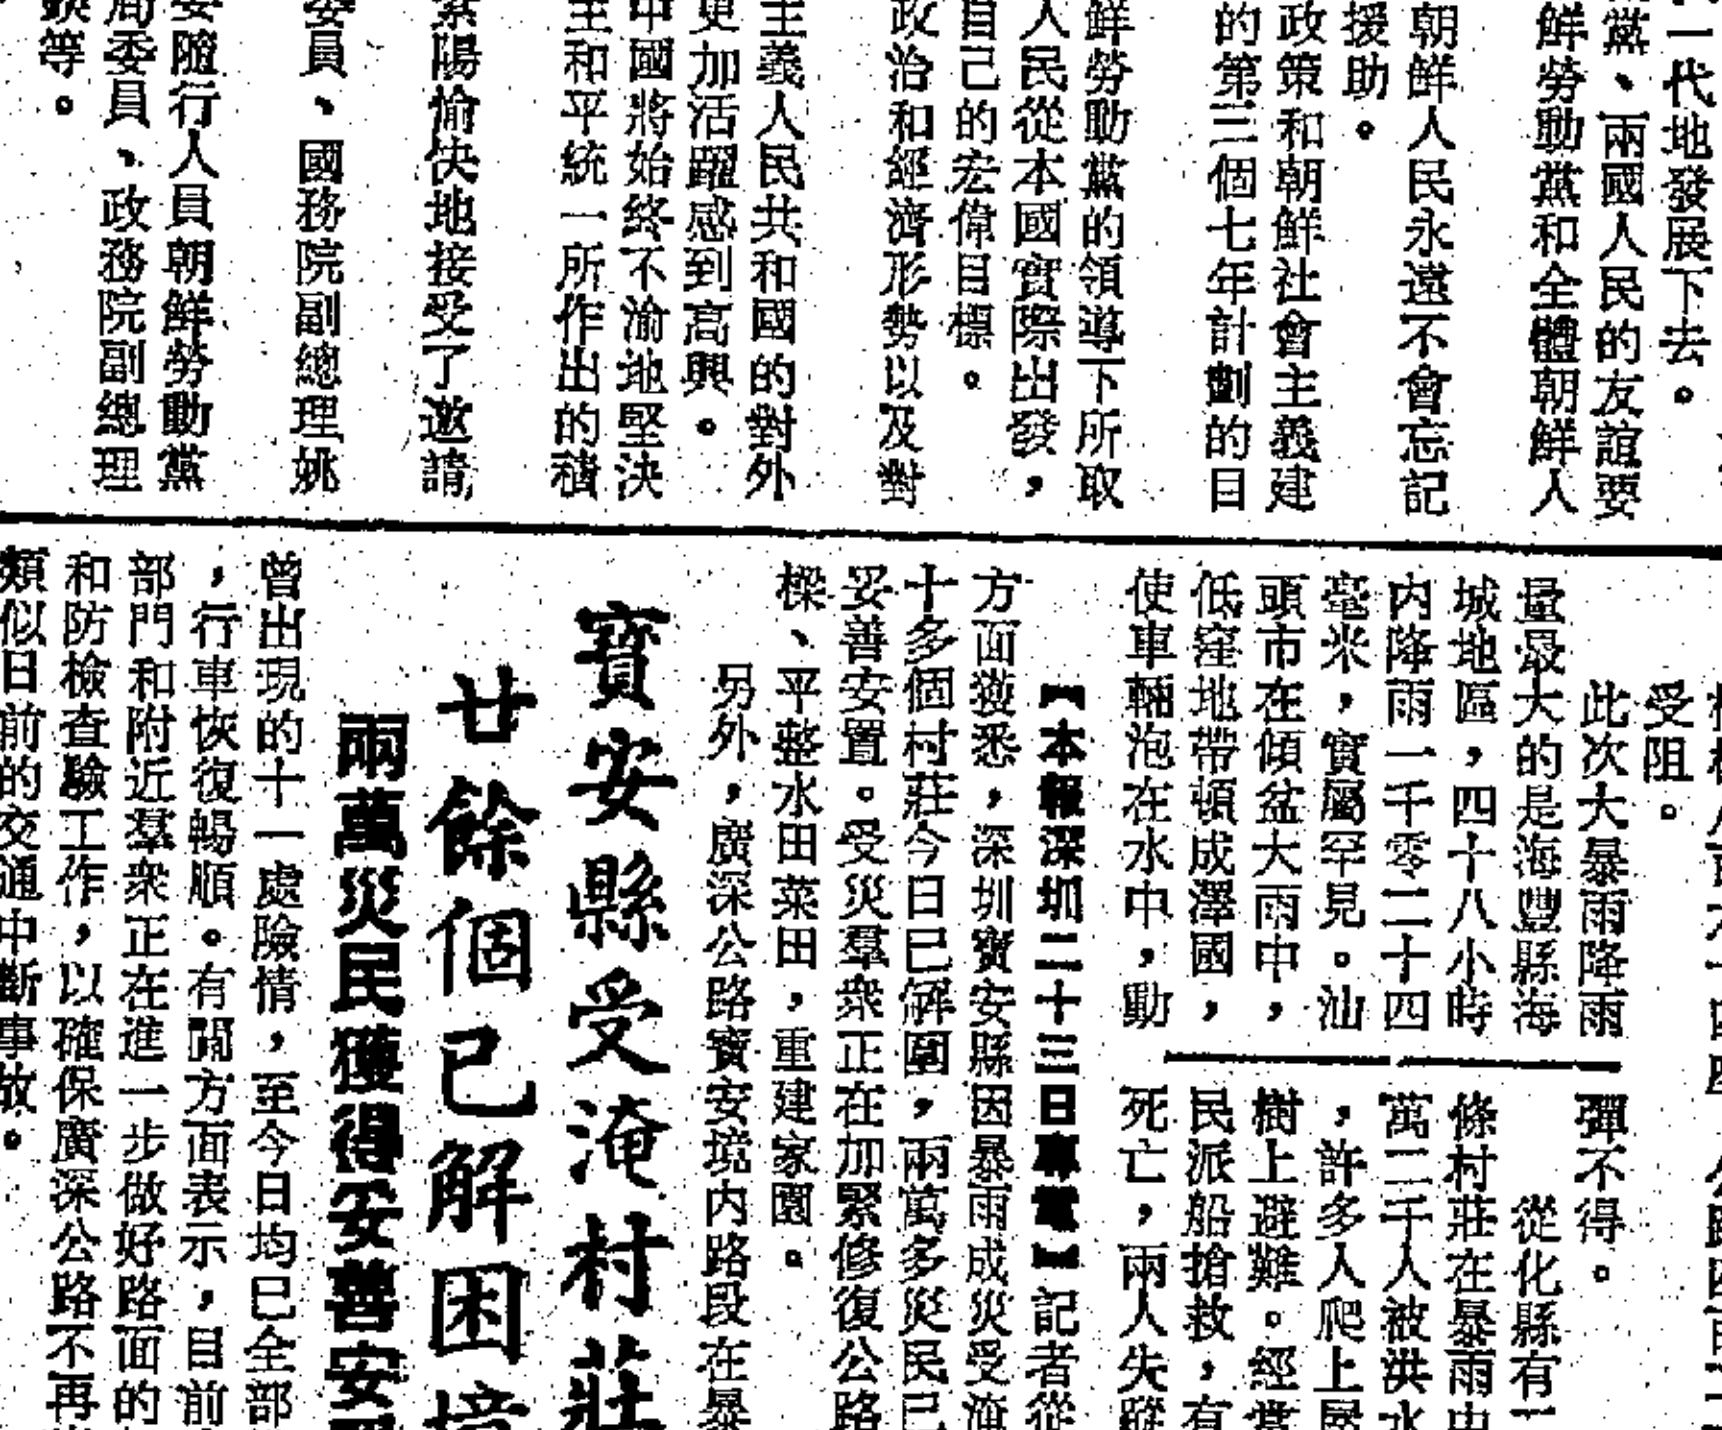 一代地發展下去。
黨、兩國人民的友誼要
鮮勞動黨和全體朝鮮人
朝鮮人民永遠不會忘記
援助。
政策和朝鮮社會主義建
的第三個七年計劃的目
鮮勞動黨的領導下所取
人民從本國實際出發，
自己的宏偉目標。
政治和經濟形勢以及對
主義人民共和國的對外
更加活躍感到高興。
中國將始終不渝地堅決
主和平統一所作出的積
紫陽愉快地接受了邀請
委員、國務院副總理姚
要隨行人員朝鮮勞動黨
局委員、政務院副總理
錟等。
受阻。
此次大暴雨降雨
量最大的是海豐縣海
城地區，四十八小時
内降雨一千零二十四
毫米，實屬罕見。汕
頭市在傾盆大雨中，
低窪地帶頓成澤國，
使車輛泡在水中，動
彈不得。
從化縣有一
條村莊在暴雨中
萬二千人被洪水
，許多人爬上屋
樹上避難。經當
民派船搶救，有
死亡，兩人失蹤
寶安縣受淹村莊
廿餘個已解困境
兩萬災民獲得妥善安置
【本報深圳二十三日專電】記者從
方面獲悉，深圳寶安縣因暴雨成災受淹
十多個村莊今日已解圍，兩萬多災民已
妥善安置。受災羣衆正在加緊修復公路
樑、平整水田菜田，重建家園。
另外，廣深公路寶安境内路段在暴
曾出現的十一處險情，至今日均已全部
，行車恢復暢順。有關方面表示，目前
部門和附近羣衆正在進一步做好路面的
和防檢查驗工作，以確保廣深公路不再
類似日前的交通中斷事故。